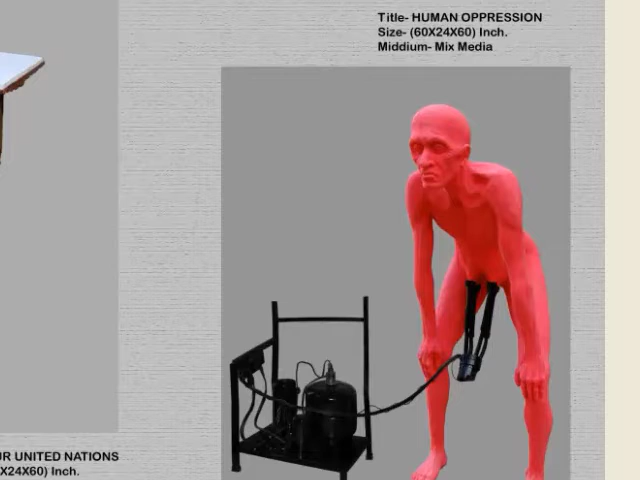 Title- HUMAN OPPRESSION
Size- (60X24X60) Inch.
Middium- Mix Media
UR UNITED NATIONS
X24X60) Inch.